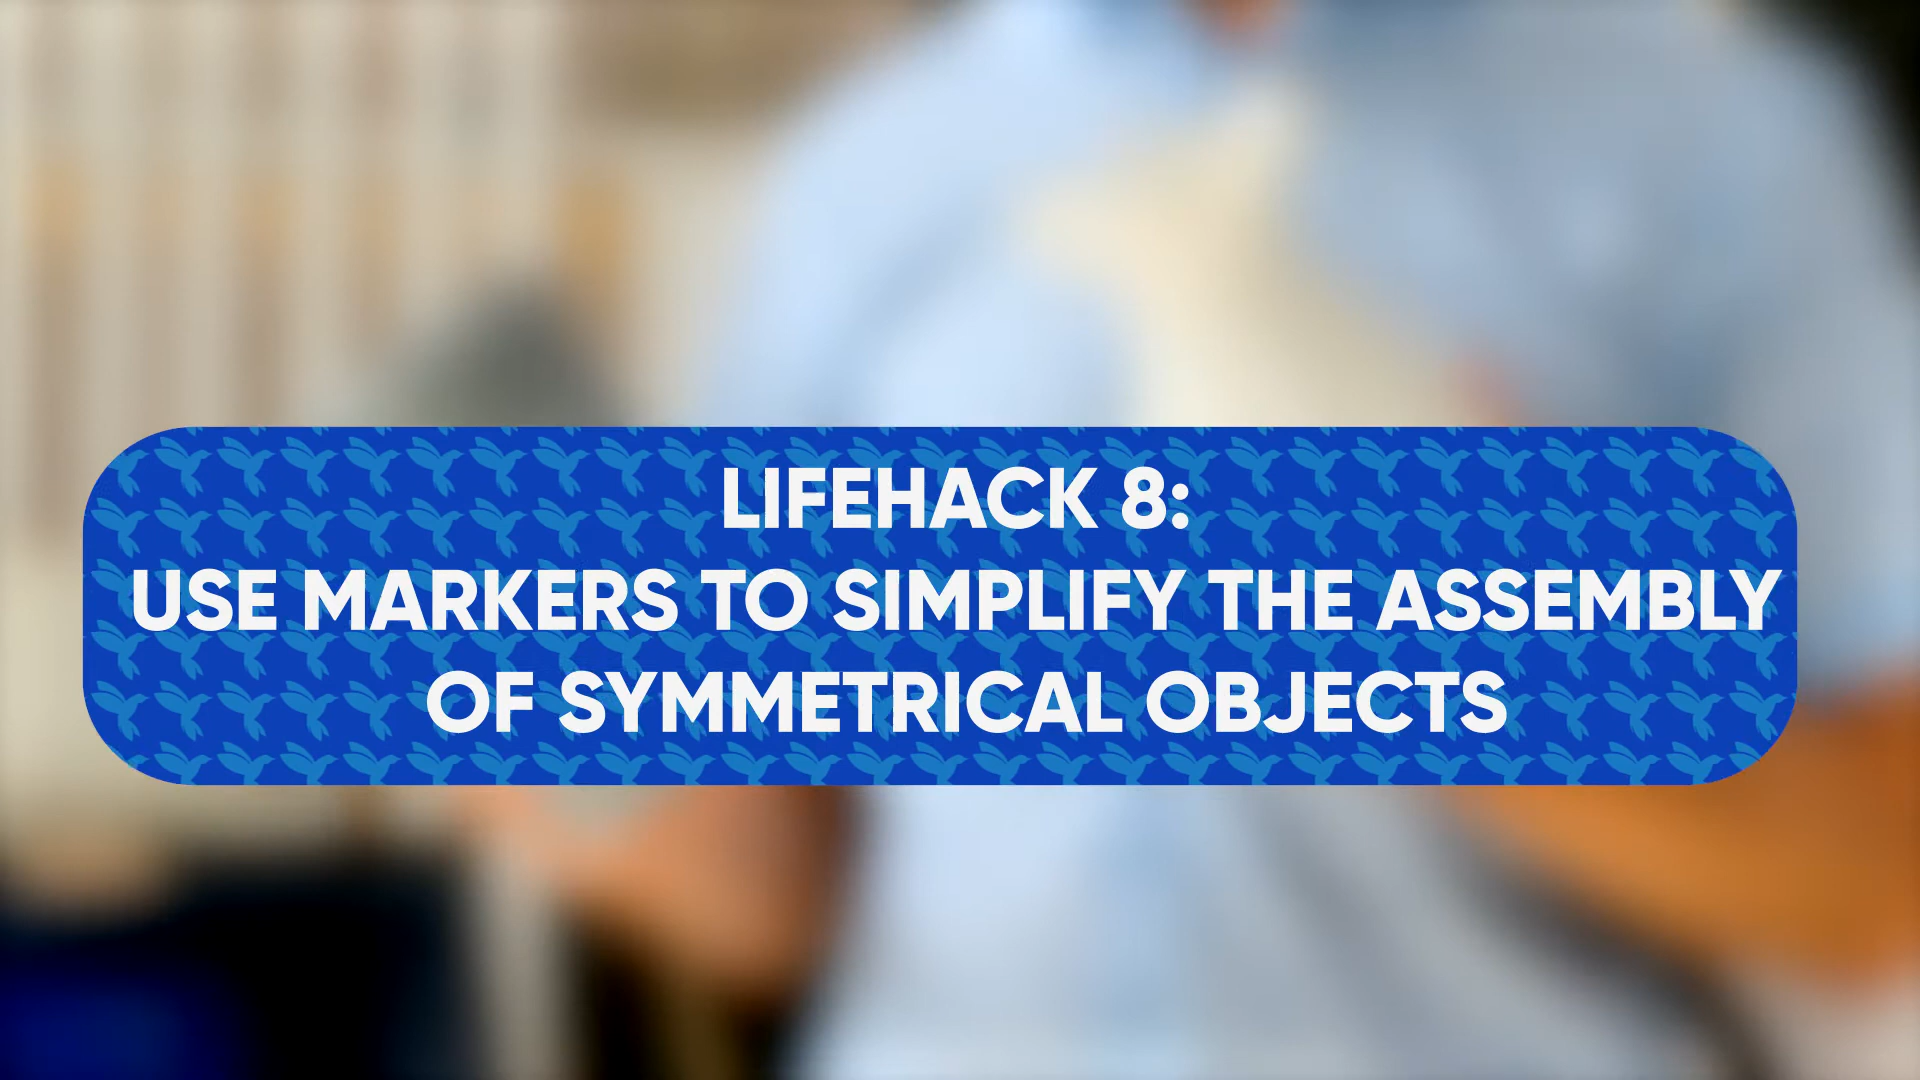 LIFEHACK 8:
USE MARKERS TO SIMPLIFY THE ASSEMBLY
OF SYMMETRICAL OBJECTS